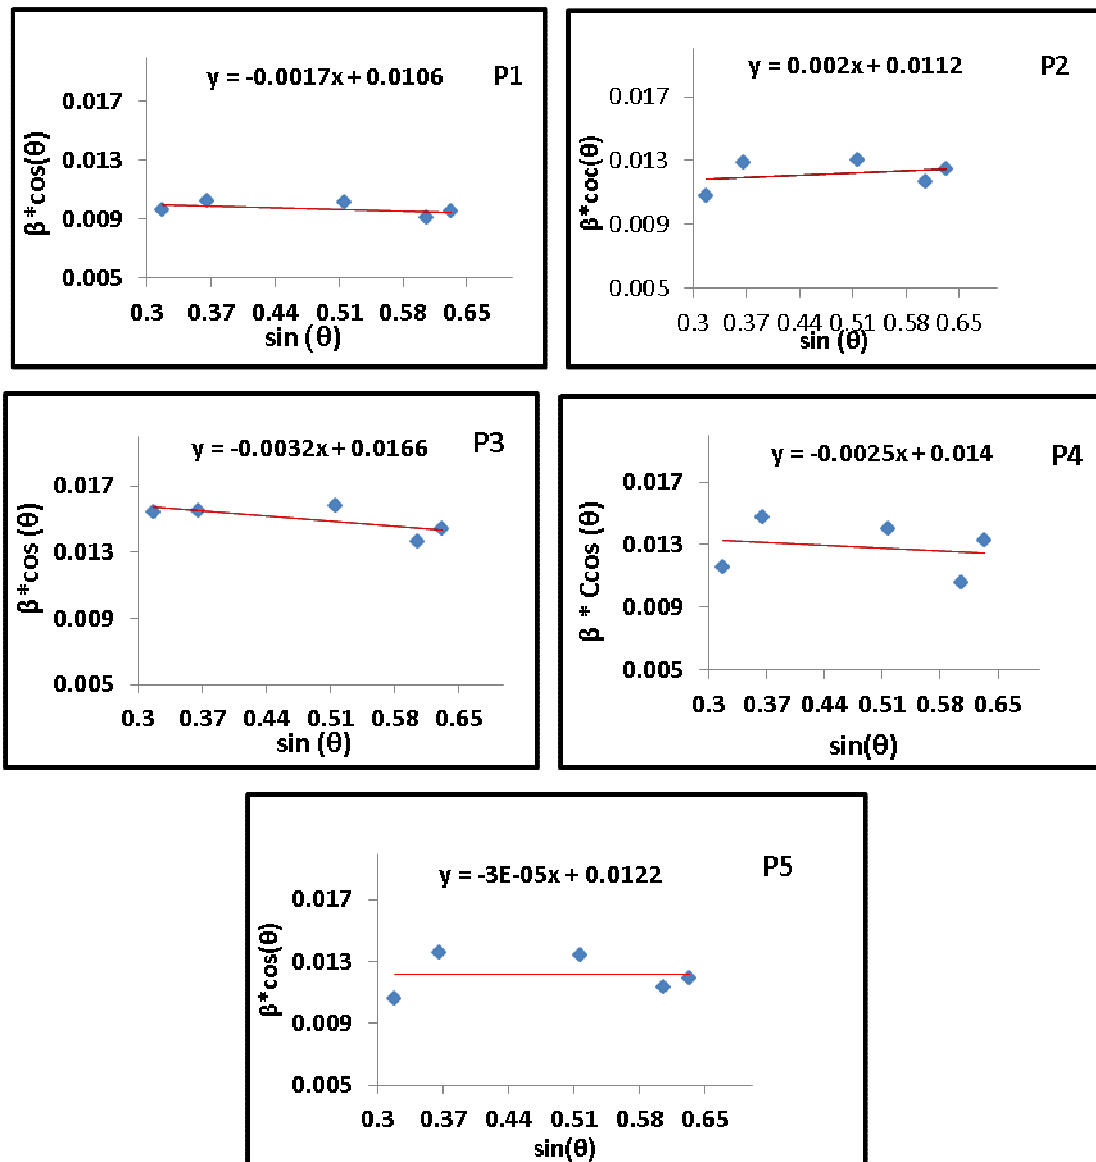 y = -0.0017x + 0.0106
P1
0.017
0.013
0.009
0.005
β*cos(θ)
0.3 0.37 0.44 0.51 0.58 0.65
sin (θ)
y = 0.002x + 0.0112
P2
0.017
0.013
0.009
0.005
β*coc(θ)
0.3 0.37 0.44 0.51 0.58 0.65
sin (θ)
y = -0.0032x + 0.0166
P3
0.017
0.013
0.009
0.005
β*cos (θ)
0.3 0.37 0.44 0.51 0.58 0.65
sin (θ)
y = -0.0025x + 0.014
P4
0.017
0.013
0.009
0.005
β * Ccos (θ)
0.3 0.37 0.44 0.51 0.58 0.65
sin(θ)
y = -3E-05x + 0.0122
P5
0.017
0.013
0.009
0.005
β*cos(θ)
0.3 0.37 0.44 0.51 0.58 0.65
sin(θ)